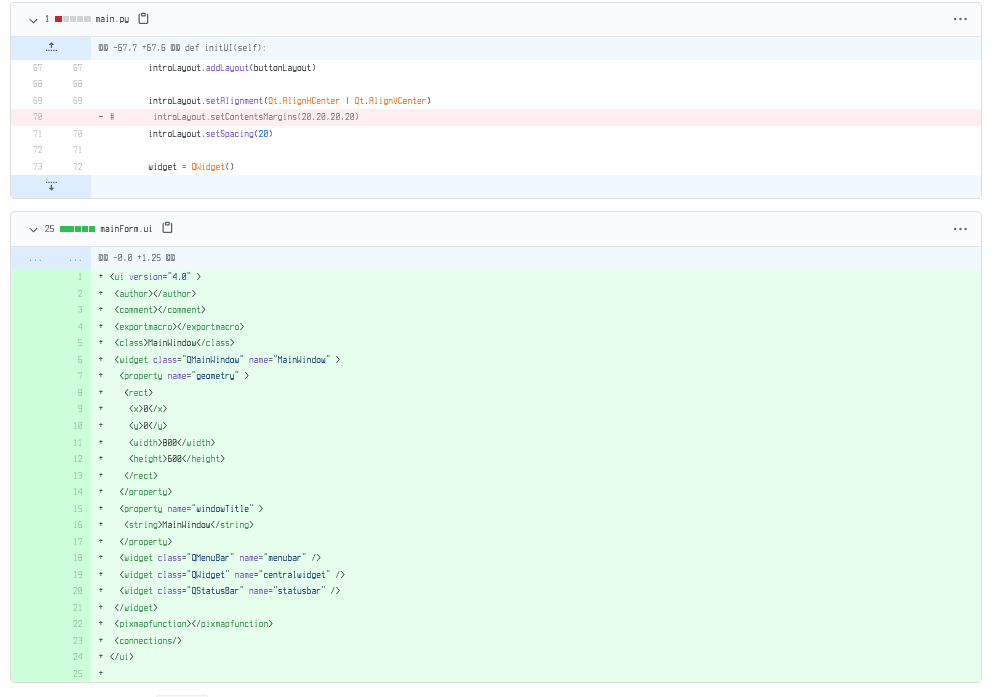 1 main.py
@@ -67,7 +67,6 @@ def initUI(self):
67 67 introLayout.addLayout(buttonLayout)
68 68
69 69 introLayout.setAlignment(Qt.AlignHCenter | Qt.AlignVCenter)
70 - # introLayout.setContentsMargins(20,20,20,20)
71 70 introLayout.setSpacing(20)
72 71
73 72 widget = QWidget()
25 mainForm.ui
... ... @@ -0,0 +1,25 @@
1 + <ui version="4.0" >
2 + <author></author>
3 + <comment></comment>
4 + <exportmacro></exportmacro>
5 + <class>MainWindow</class>
6 + <widget class="QMainWindow" name="MainWindow" >
7 + <property name="geometry" >
8 + <rect>
9 + <x>0</x>
10 + <y>0</y>
11 + <width>800</width>
12 + <height>600</height>
13 + </rect>
14 + </property>
15 + <property name="windowTitle" >
16 + <string>MainWindow</string>
17 + </property>
18 + <widget class="QMenuBar" name="menubar" />
19 + <widget class="QWidget" name="centralwidget" />
20 + <widget class="QStatusBar" name="statusbar" />
21 + </widget>
22 + <pixmapfunction></pixmapfunction>
23 + <connections/>
24 + </ui>
25 +